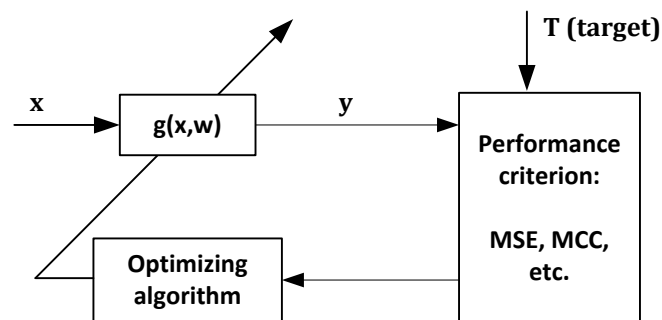 T (target)
x
g(x,w)
y
Performance
criterion:
MSE, MCC,
etc.
Optimizing
algorithm